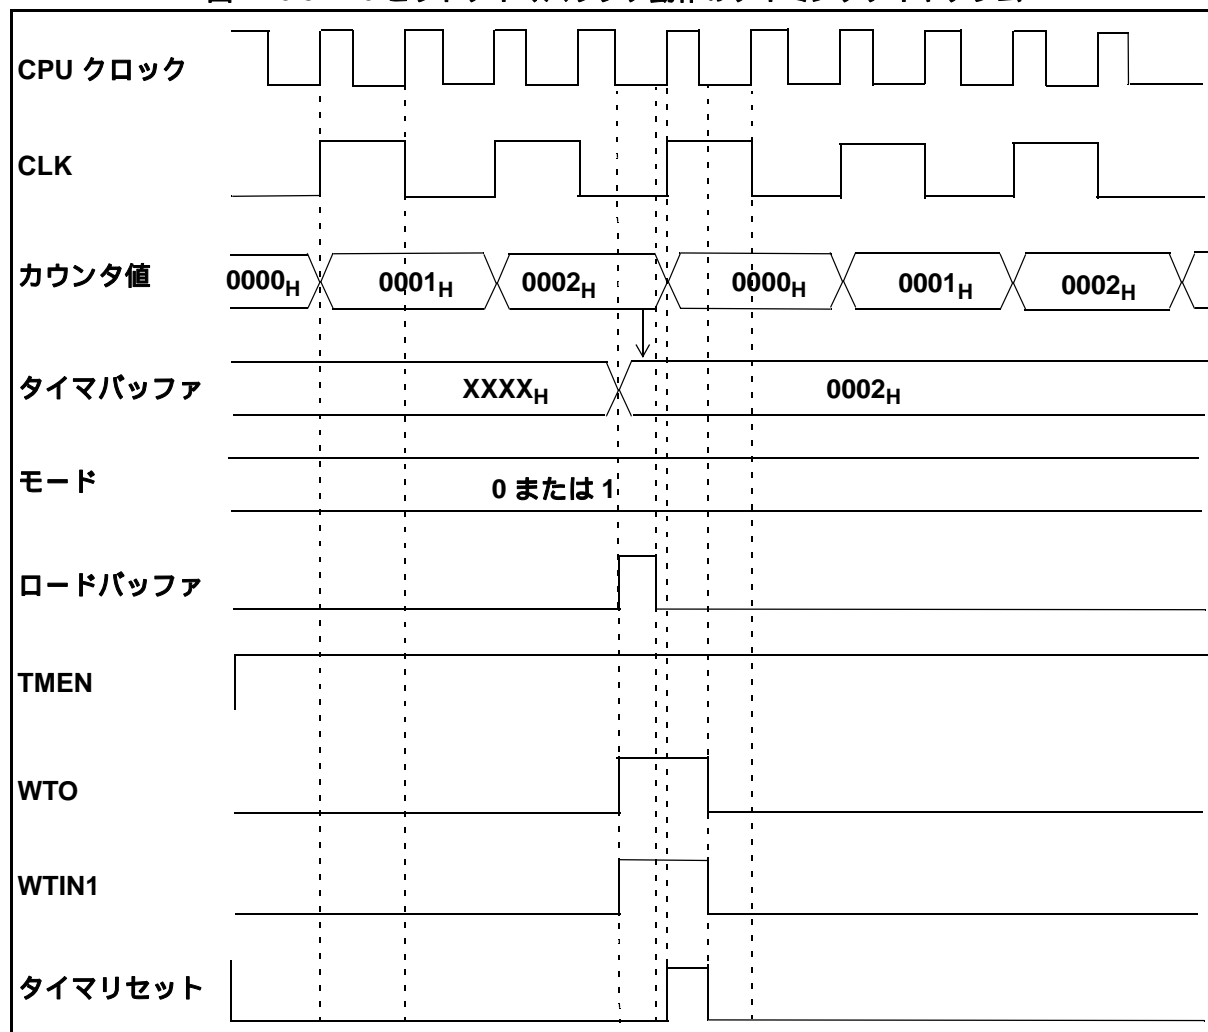 CPU クロック
CLK
カウンタ値
0000H 0001H 0002H 0000H 0001H 0002H
タイマバッファ
XXXXH 0002H
モード
0 または 1
ロードバッファ
TMEN
WTO
WTIN1
タイマリセット